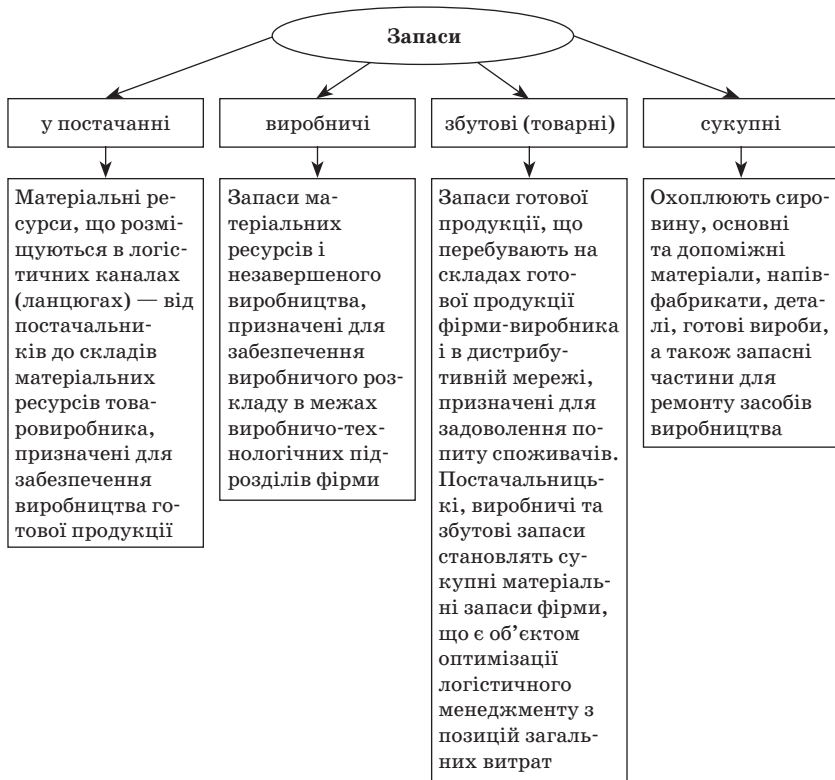 Запаси
у постачанні
виробничі
збутові (товарні)
сукупні
Матеріальні ре-
сурси, що розмі-
щуються в логіс-
тичних каналах
(ланцюгах) — від
постачальни-
ків до складів
матеріальних
ресурсів това-
ровиробника,
призначені для
забезпечення
виробництва го-
тової продукції
Запаси ма-
теріальних
ресурсів і
незавершеного
виробництва,
призначені для
забезпечення
виробничого роз-
кладу в межах
виробничо-тех-
нологічних під-
розділів фірми
Запаси готової
продукції, що
перебувають на
складах гото-
вої продукції
фірми-виробника
і в дистрибу-
тивній мережі,
призначені для
задоволення по-
питу споживачів.
Постачальниць-
кі, виробничі та
збутові запаси
становлять су-
купні матеріаль-
ні запаси фірми,
що є об’єктом
оптимізації
логістичного
менеджменту з
позицій загаль-
них витрат
Охоплюють сиро-
вину, основні
та допоміжні
матеріали, напів-
фабрикати, дета-
лі, готові вироби,
а також запасні
частини для
ремонту засобів
виробництва